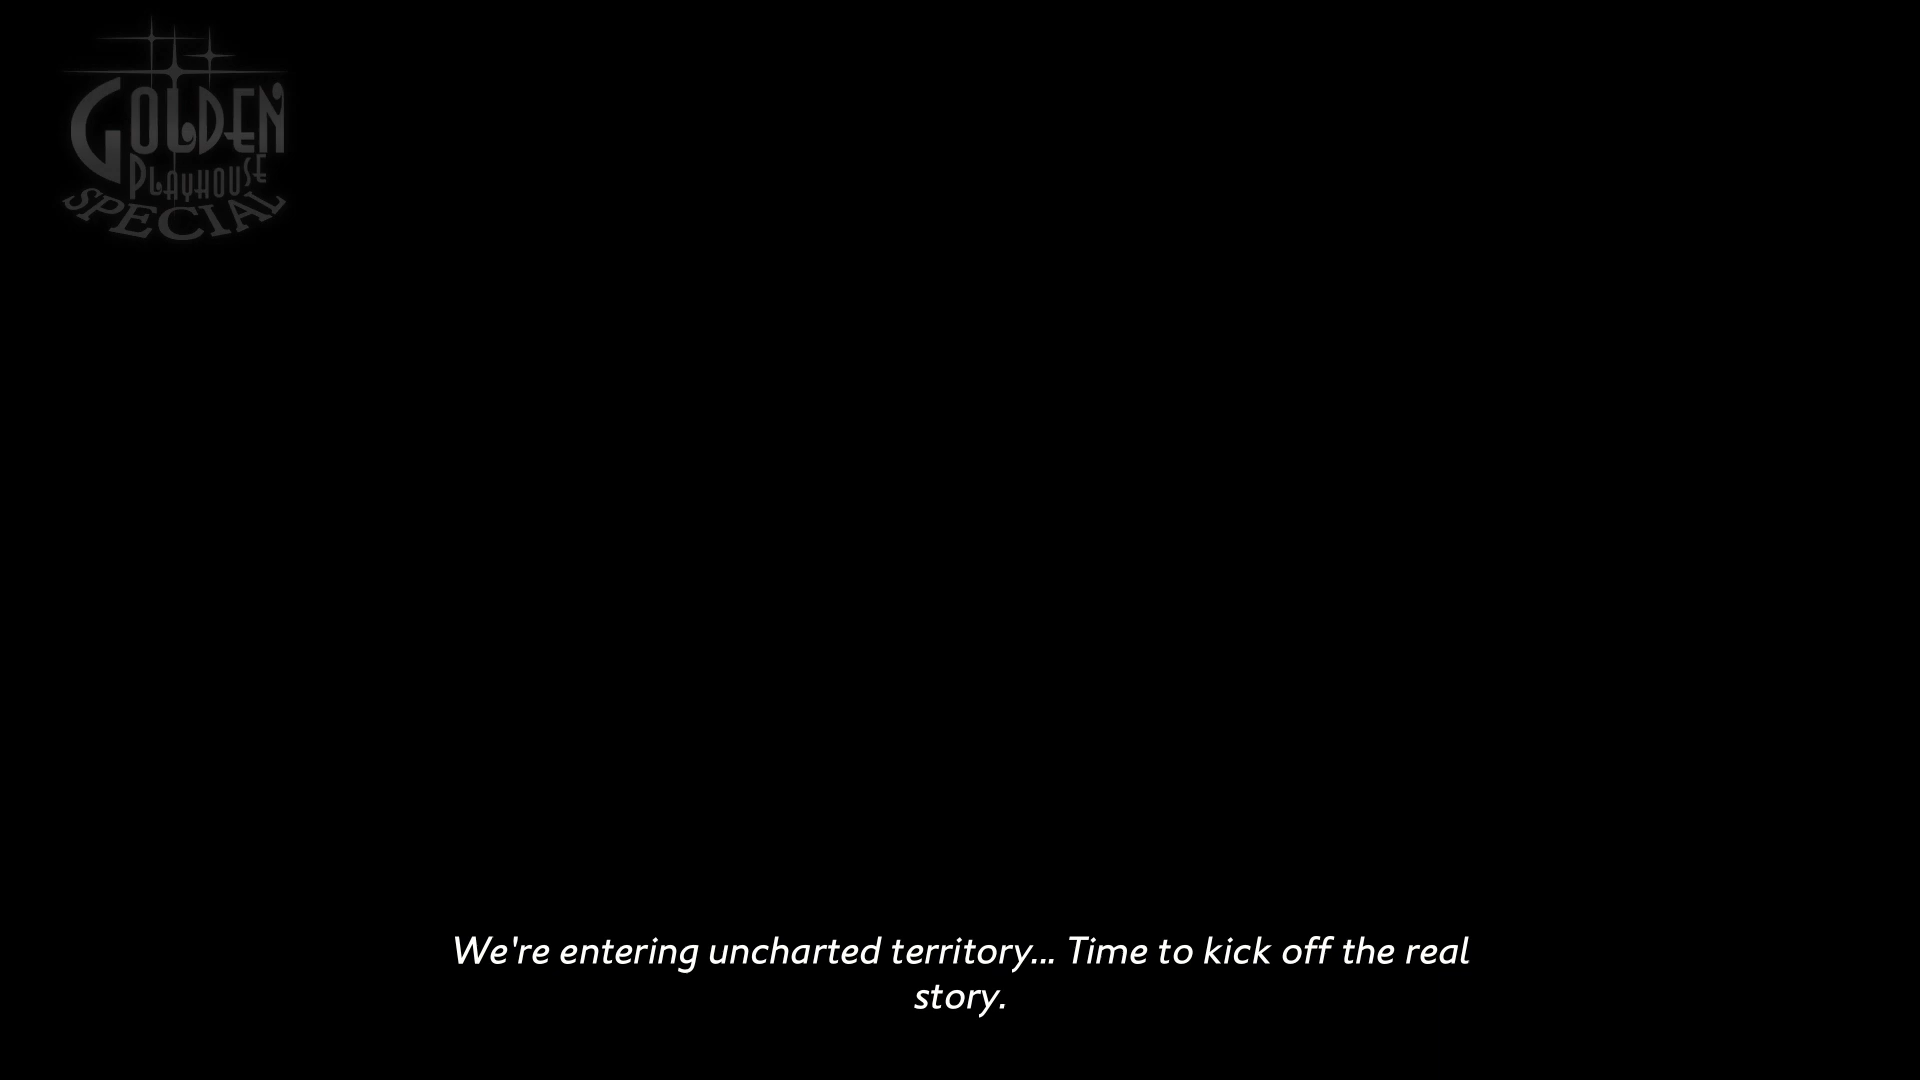 GOLDEN
PLAYHOUSE
SPECIAL
We're entering uncharted territory... Time to kick off the real
story.